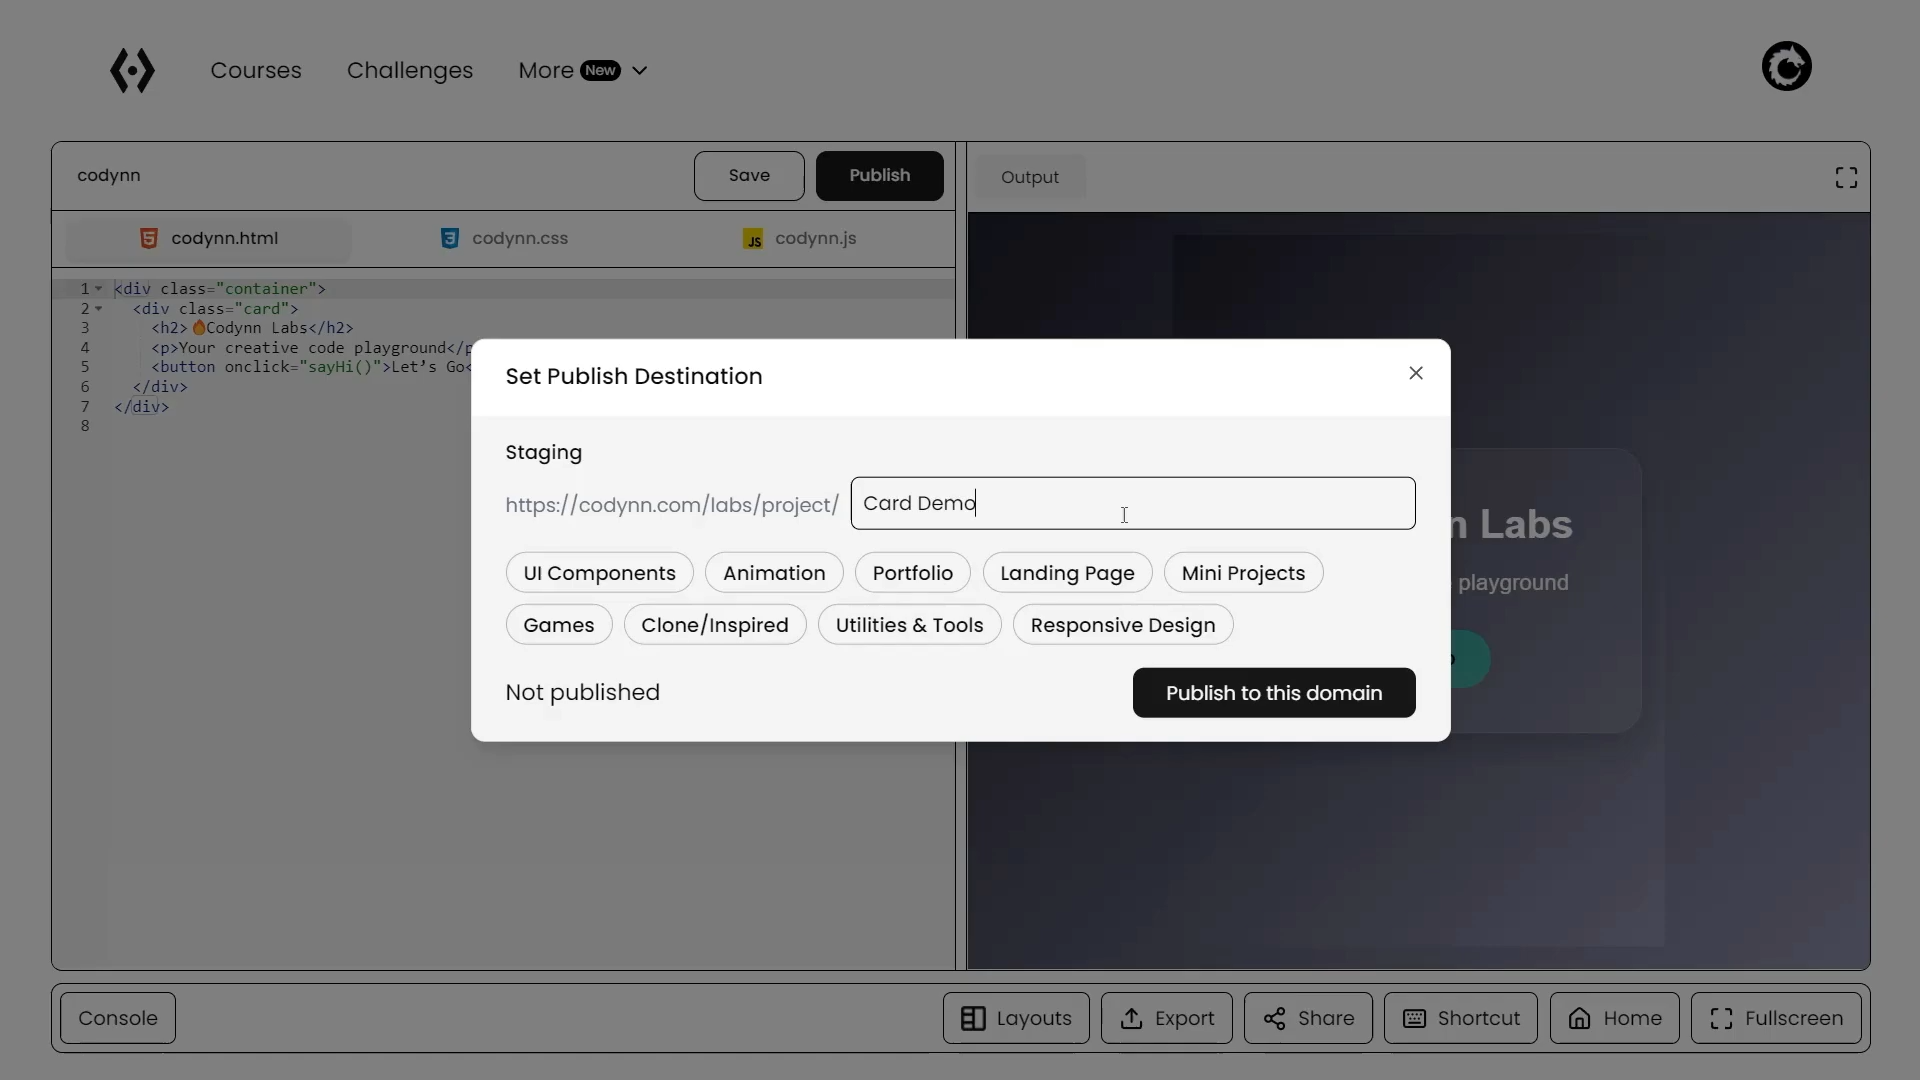 Courses Challenges More New
codynn Save Publish Output
codynn.html codynn.css codynn.js
1 <div class="container">
2 <div class="card">
3 <h2>🔥Codynn Labs</h2>
4 <p>Your creative code playground</p
5 <button onclick="sayHi()">Let’s Go<
6 </div>
7 </div>
8
Set Publish Destination
Staging
https://codynn.com/labs/project/ Card Demo
UI Components Animation Portfolio Landing Page Mini Projects
Games Clone/Inspired Utilities & Tools Responsive Design
Not published Publish to this domain
n Labs
playground
Console Layouts Export Share Shortcut Home Fullscreen